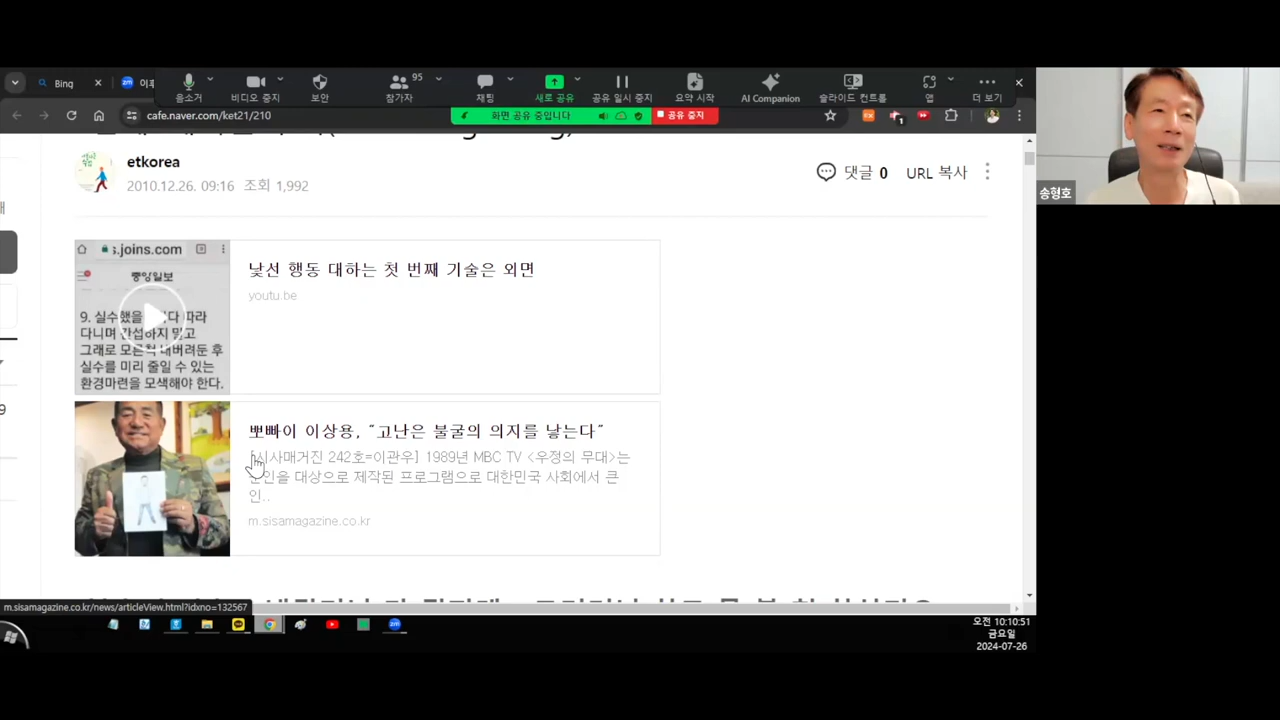 Bing
이후
음소거
비디오 중지
보안
95
참가자
채팅
새로 공유
공유 일시 중지
요약 시작
AI Companion
슬라이드 컨트롤
앱
더 보기
cafe.naver.com/ket21/210
화면 공유 중입니다
공유 중지
etkorea
2010.12.26. 09:16 조회 1,992
댓글 0
URL 복사
s.joins.com
중앙일보
다니며 간섭하지 말고
그래로 모른척 내버려둔 후
실수를 미리 줄일 수 있는
환경마련을 모색해야 한다.
낯선 행동 대하는 첫 번째 기술은 외면
youtu.be
뽀빠이 이상용, “고난은 불굴의 의지를 낳는다”
[시사매거진 242호=이관우] 1989년 MBC TV <우정의 무대>는
인을 대상으로 제작된 프로그램으로 대한민국 사회에서 큰
인..
m.sisamagazine.co.kr
m.sisamagazine.co.kr/news/articleView.html?idxno=132567
송형호
오전 10:10:51
금요일
2024-07-26